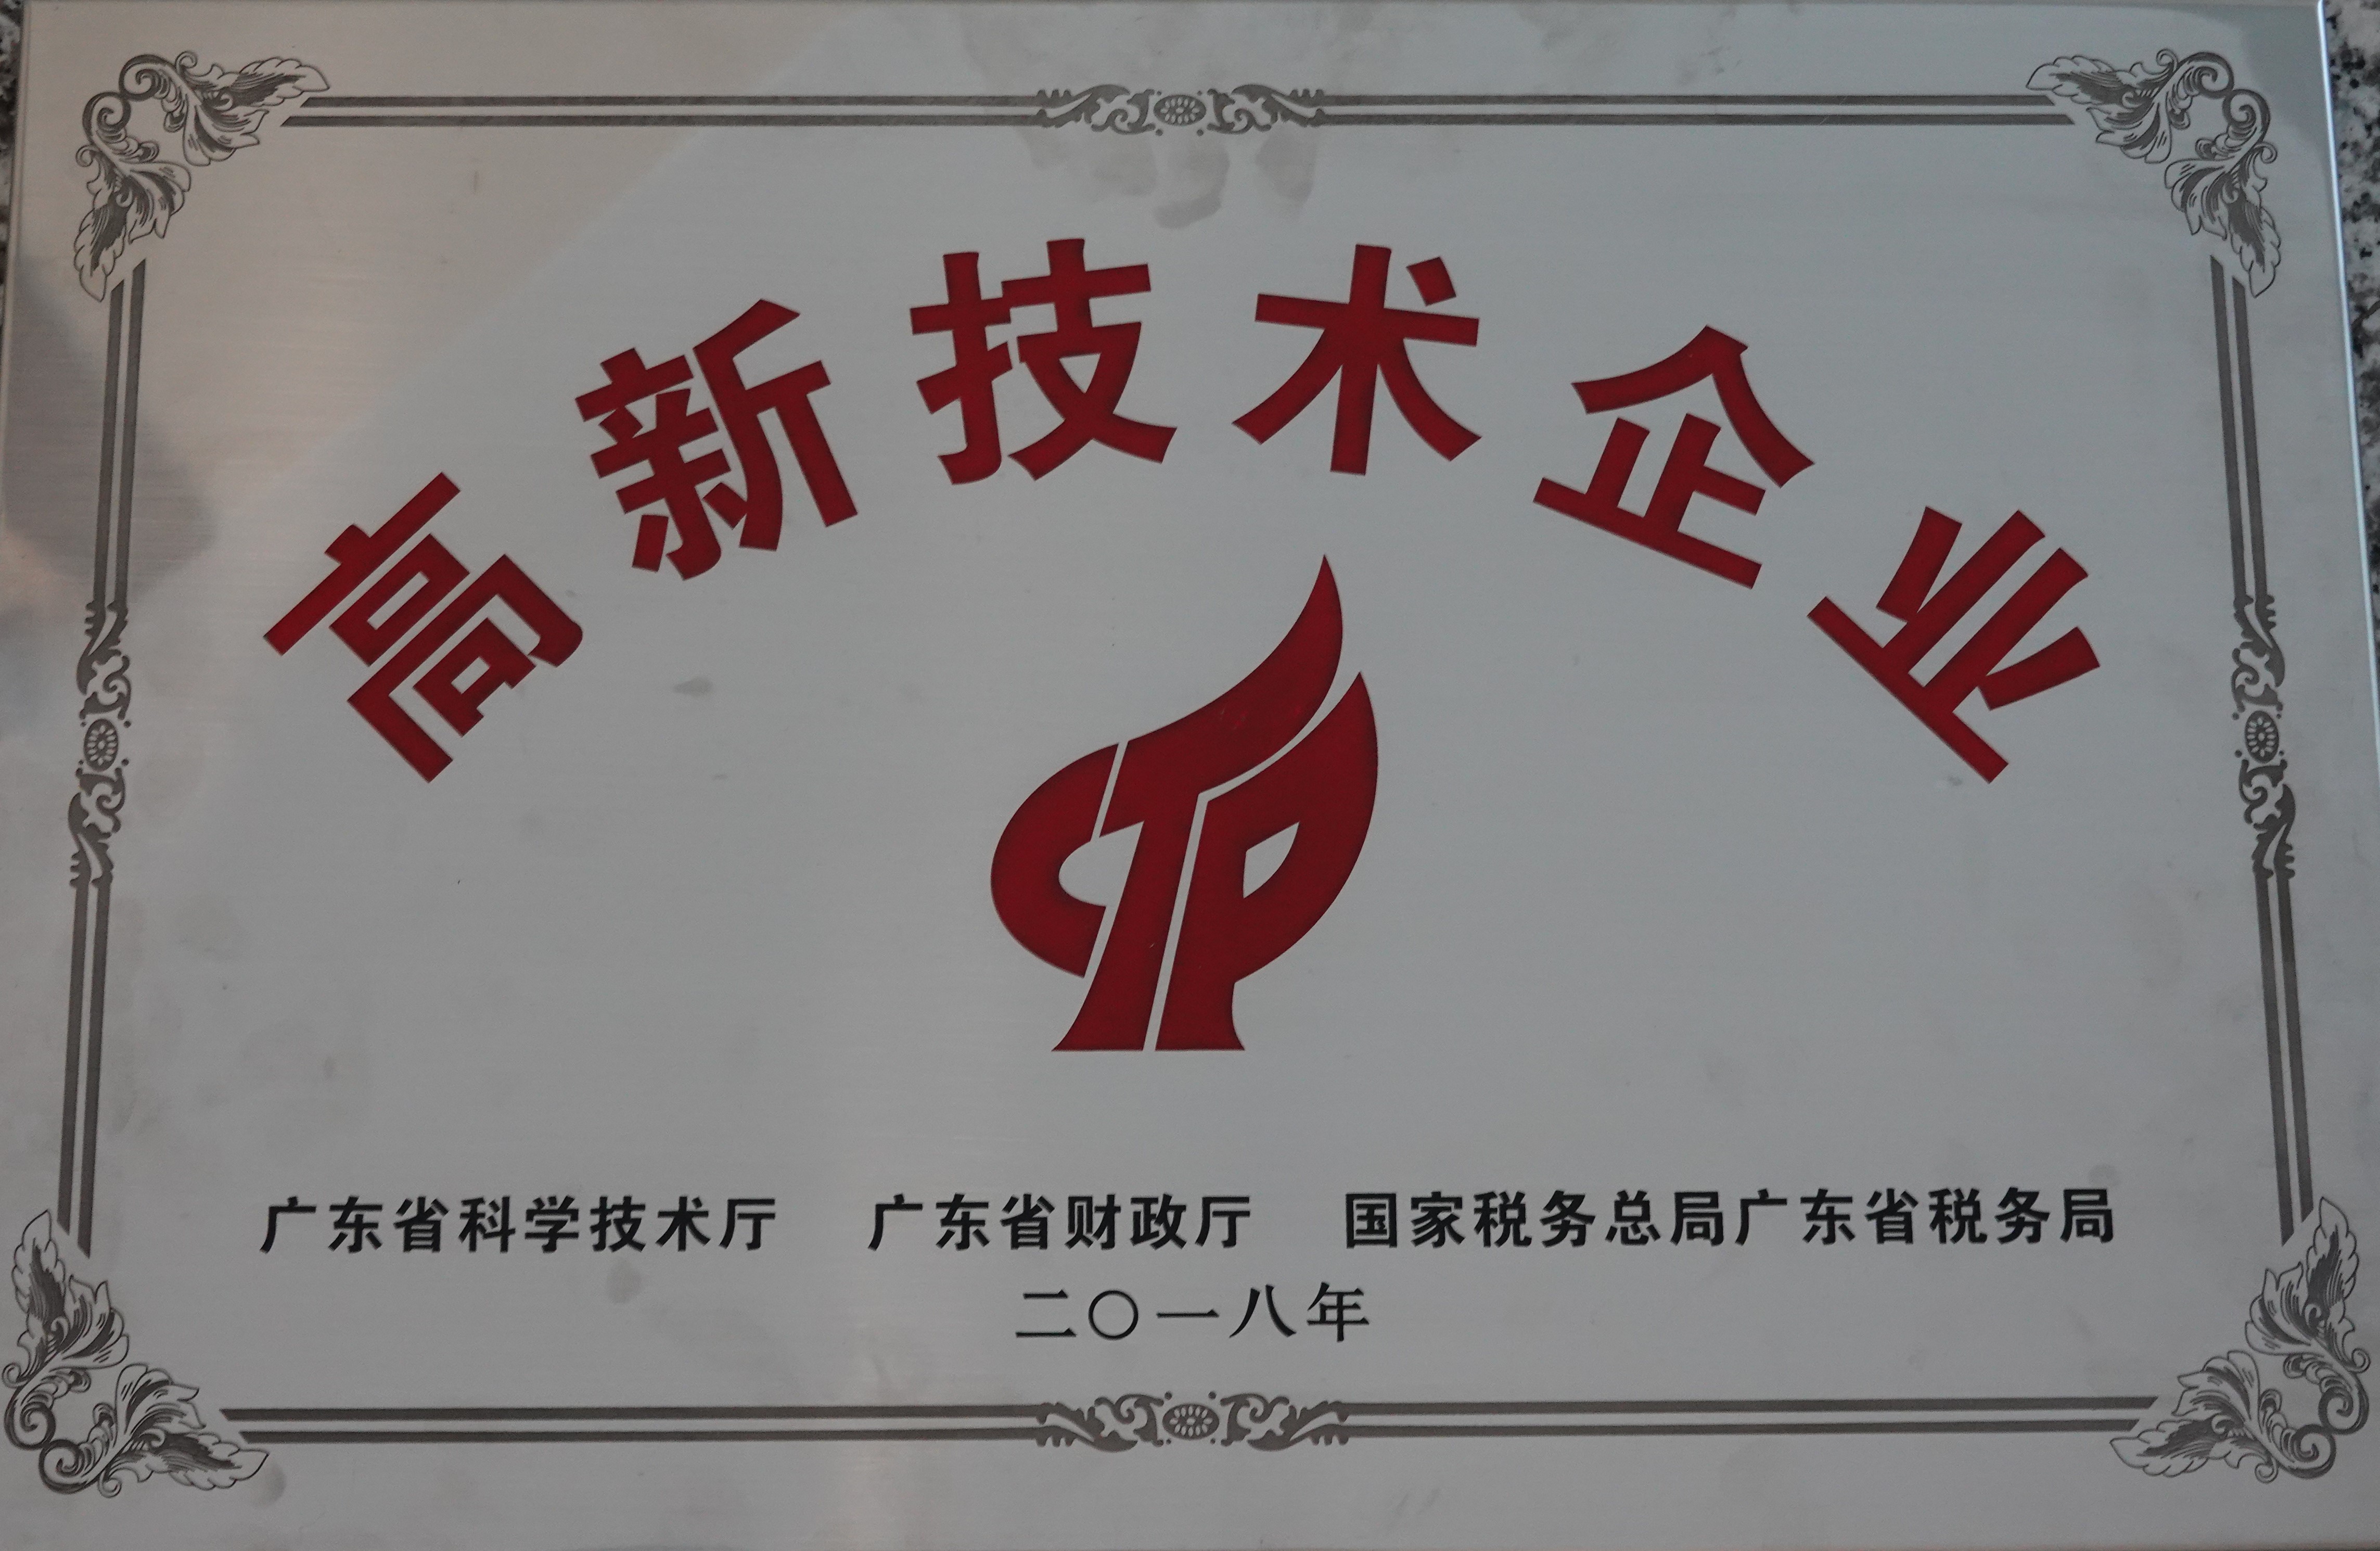 高新技术企业
广东省科学技术厅 广东省财政厅 国家税务总局广东省税务局
二〇一八年